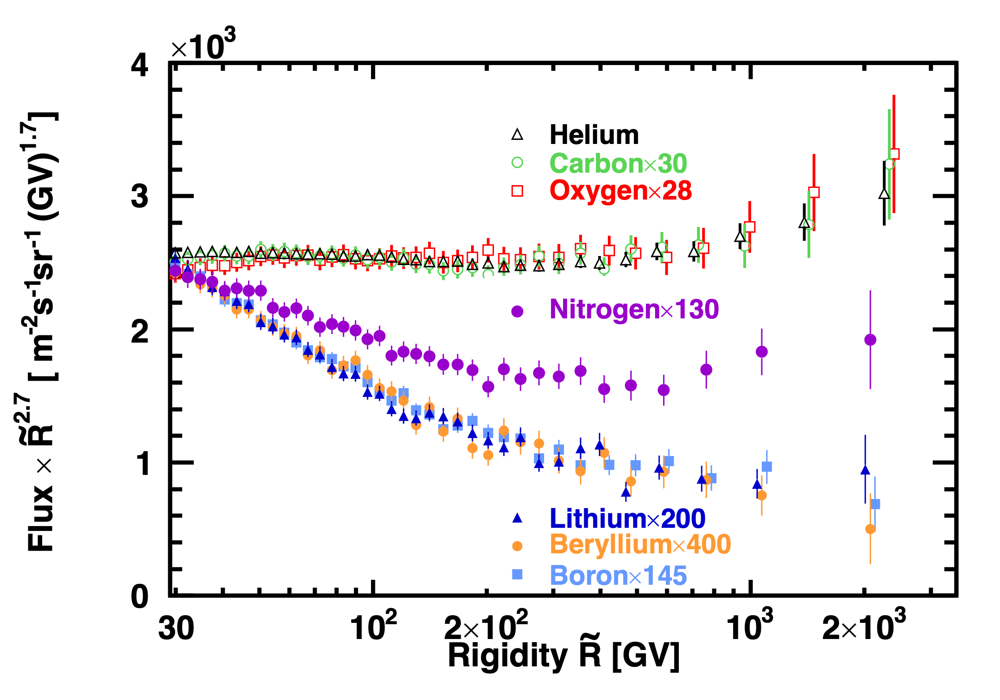 ×10³
4
3
2
1
0
Flux × R̃²·⁷ [ m⁻²s⁻¹sr⁻¹ (GV)¹·⁷]
Helium
Carbon×30
Oxygen×28
Nitrogen×130
Lithium×200
Beryllium×400
Boron×145
30 10² 2×10² 10³ 2×10³
Rigidity R̃ [GV]